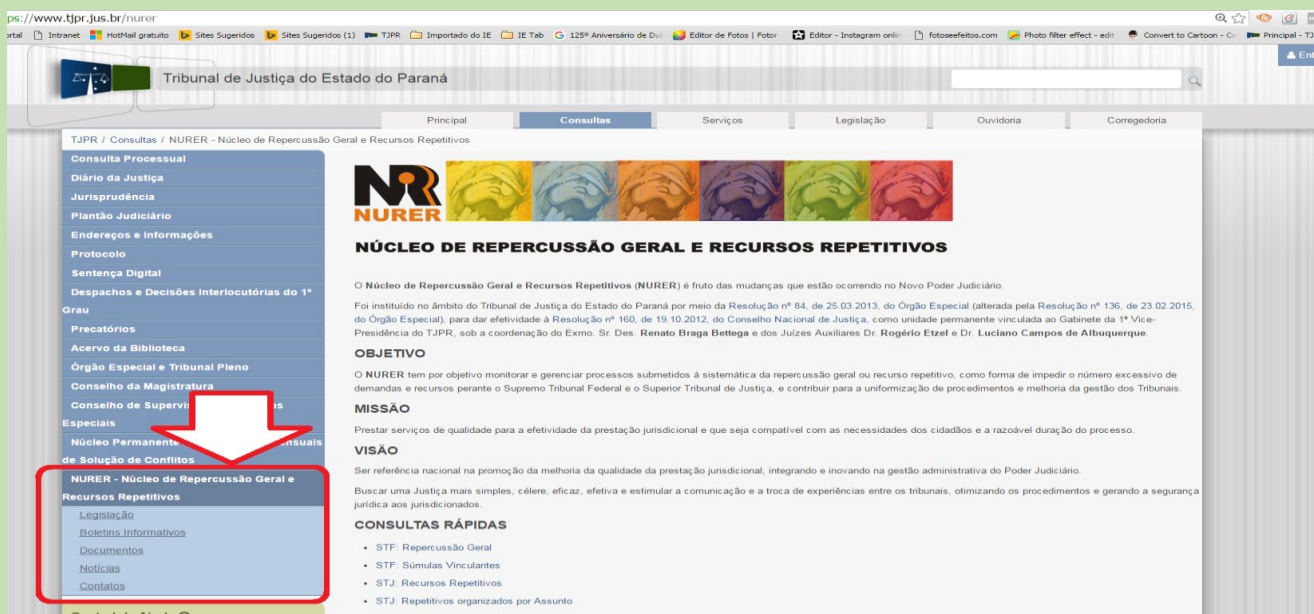 ps://www.tjpr.jus.br/nurer
ortal Intranet HotMail gratuito Sites Sugeridos Sites Sugeridos (1) TJPR Importado do IE IE Tab 125º Aniversário de Dul Editor de Fotos | Fotor Editor - Instagram onlin fotoseefeitos.com Photo filter effect - edit Convert to Cartoon - Co Principal - TJ
Ent
Tribunal de Justiça do Estado do Paraná
Principal Consultas Serviços Legislação Ouvidoria Corregedoria
TJPR / Consultas / NURER - Núcleo de Repercussão Geral e Recursos Repetitivos
Consulta Processual
Diário da Justiça
Jurisprudência
Plantão Judiciário
Endereços e Informações
Protocolo
Sentença Digital
Despachos e Decisões Interlocutórias do 1º
Grau
Precatórios
Acervo da Biblioteca
Órgão Especial e Tribunal Pleno
Conselho da Magistratura
Conselho de Supervis os
Especiais
Núcleo Permanente nsuais
de Solução de Conflitos
NURER - Núcleo de Repercussão Geral e
Recursos Repetitivos
Legislação
Boletins Informativos
Documentos
Notícias
Contatos
NR
NURER
NÚCLEO DE REPERCUSSÃO GERAL E RECURSOS REPETITIVOS
O Núcleo de Repercussão Geral e Recursos Repetitivos (NURER) é fruto das mudanças que estão ocorrendo no Novo Poder Judiciário.
Foi instituído no âmbito do Tribunal de Justiça do Estado do Paraná por meio da Resolução nº 84, de 25.03.2013, do Órgão Especial (alterada pela Resolução nº 136, de 23.02.2015,
do Órgão Especial), para dar efetividade à Resolução nº 160, de 19.10.2012, do Conselho Nacional de Justiça, como unidade permanente vinculada ao Gabinete da 1ª Vice-
Presidência do TJPR, sob a coordenação do Exmo. Sr. Des. Renato Braga Bettega e dos Juízes Auxiliares Dr. Rogério Etzel e Dr. Luciano Campos de Albuquerque.
OBJETIVO
O NURER tem por objetivo monitorar e gerenciar processos submetidos à sistemática da repercussão geral ou recurso repetitivo, como forma de impedir o número excessivo de
demandas e recursos perante o Supremo Tribunal Federal e o Superior Tribunal de Justiça, e contribuir para a uniformização de procedimentos e melhoria da gestão dos Tribunais.
MISSÃO
Prestar serviços de qualidade para a efetividade da prestação jurisdicional e que seja compatível com as necessidades dos cidadãos e a razoável duração do processo.
VISÃO
Ser referência nacional na promoção da melhoria da qualidade da prestação jurisdicional, integrando e inovando na gestão administrativa do Poder Judiciário.
Buscar uma Justiça mais simples, célere, eficaz, efetiva e estimular a comunicação e a troca de experiências entre os tribunais, otimizando os procedimentos e gerando a segurança
jurídica aos jurisdicionados.
CONSULTAS RÁPIDAS
• STF: Repercussão Geral
• STF: Súmulas Vinculantes
• STJ: Recursos Repetitivos
• STJ: Repetitivos organizados por Assunto